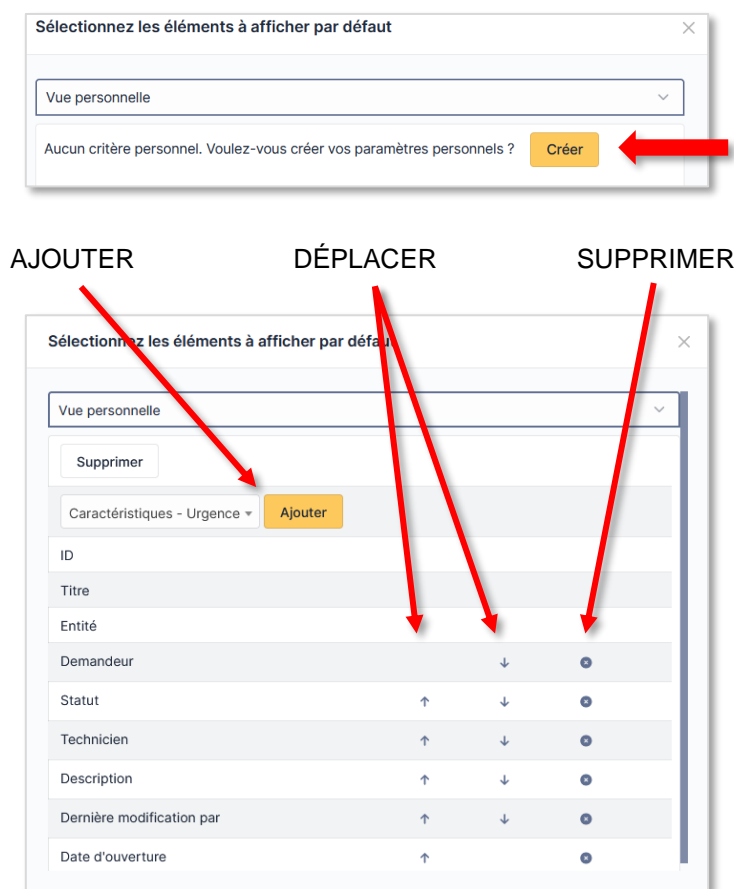 Sélectionnez les éléments à afficher par défaut
Vue personnelle
Aucun critère personnel. Voulez-vous créer vos paramètres personnels ? Créer
AJOUTER DÉPLACER SUPPRIMER
Sélectionnez les éléments à afficher par défaut
Vue personnelle
Supprimer
Caractéristiques - Urgence Ajouter
ID
Titre
Entité
Demandeur
Statut
Technicien
Description
Dernière modification par
Date d'ouverture